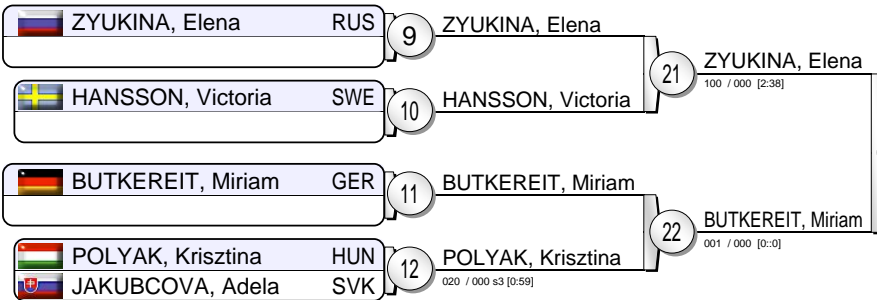 ZYUKINA, Elena RUS
9
ZYUKINA, Elena
HANSSON, Victoria SWE
10
HANSSON, Victoria
21
ZYUKINA, Elena
100 / 000 [2:38]
BUTKEREIT, Miriam GER
11
BUTKEREIT, Miriam
POLYAK, Krisztina HUN
JAKUBCOVA, Adela SVK
12
POLYAK, Krisztina
020 / 000 s3 [0:59]
22
BUTKEREIT, Miriam
001 / 000 [0::0]